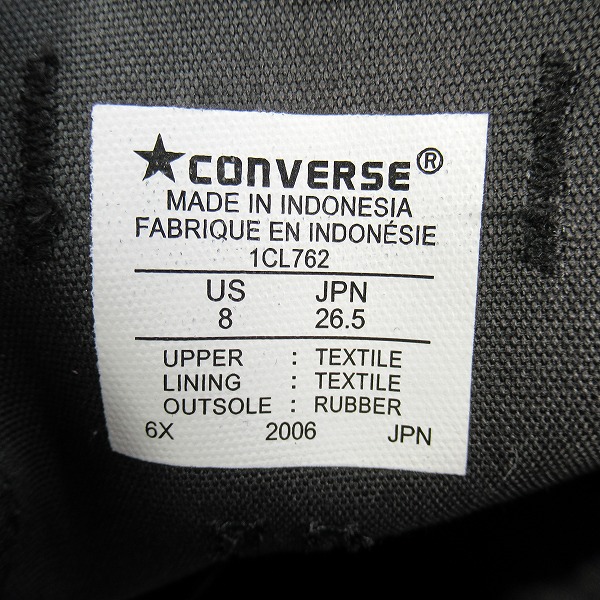 ★CONVERSE®
MADE IN INDONESIA
FABRIQUE EN INDONÉSIE
1CL762
US JPN
8 26.5
UPPER : TEXTILE
LINING : TEXTILE
OUTSOLE : RUBBER
6X 2006 JPN